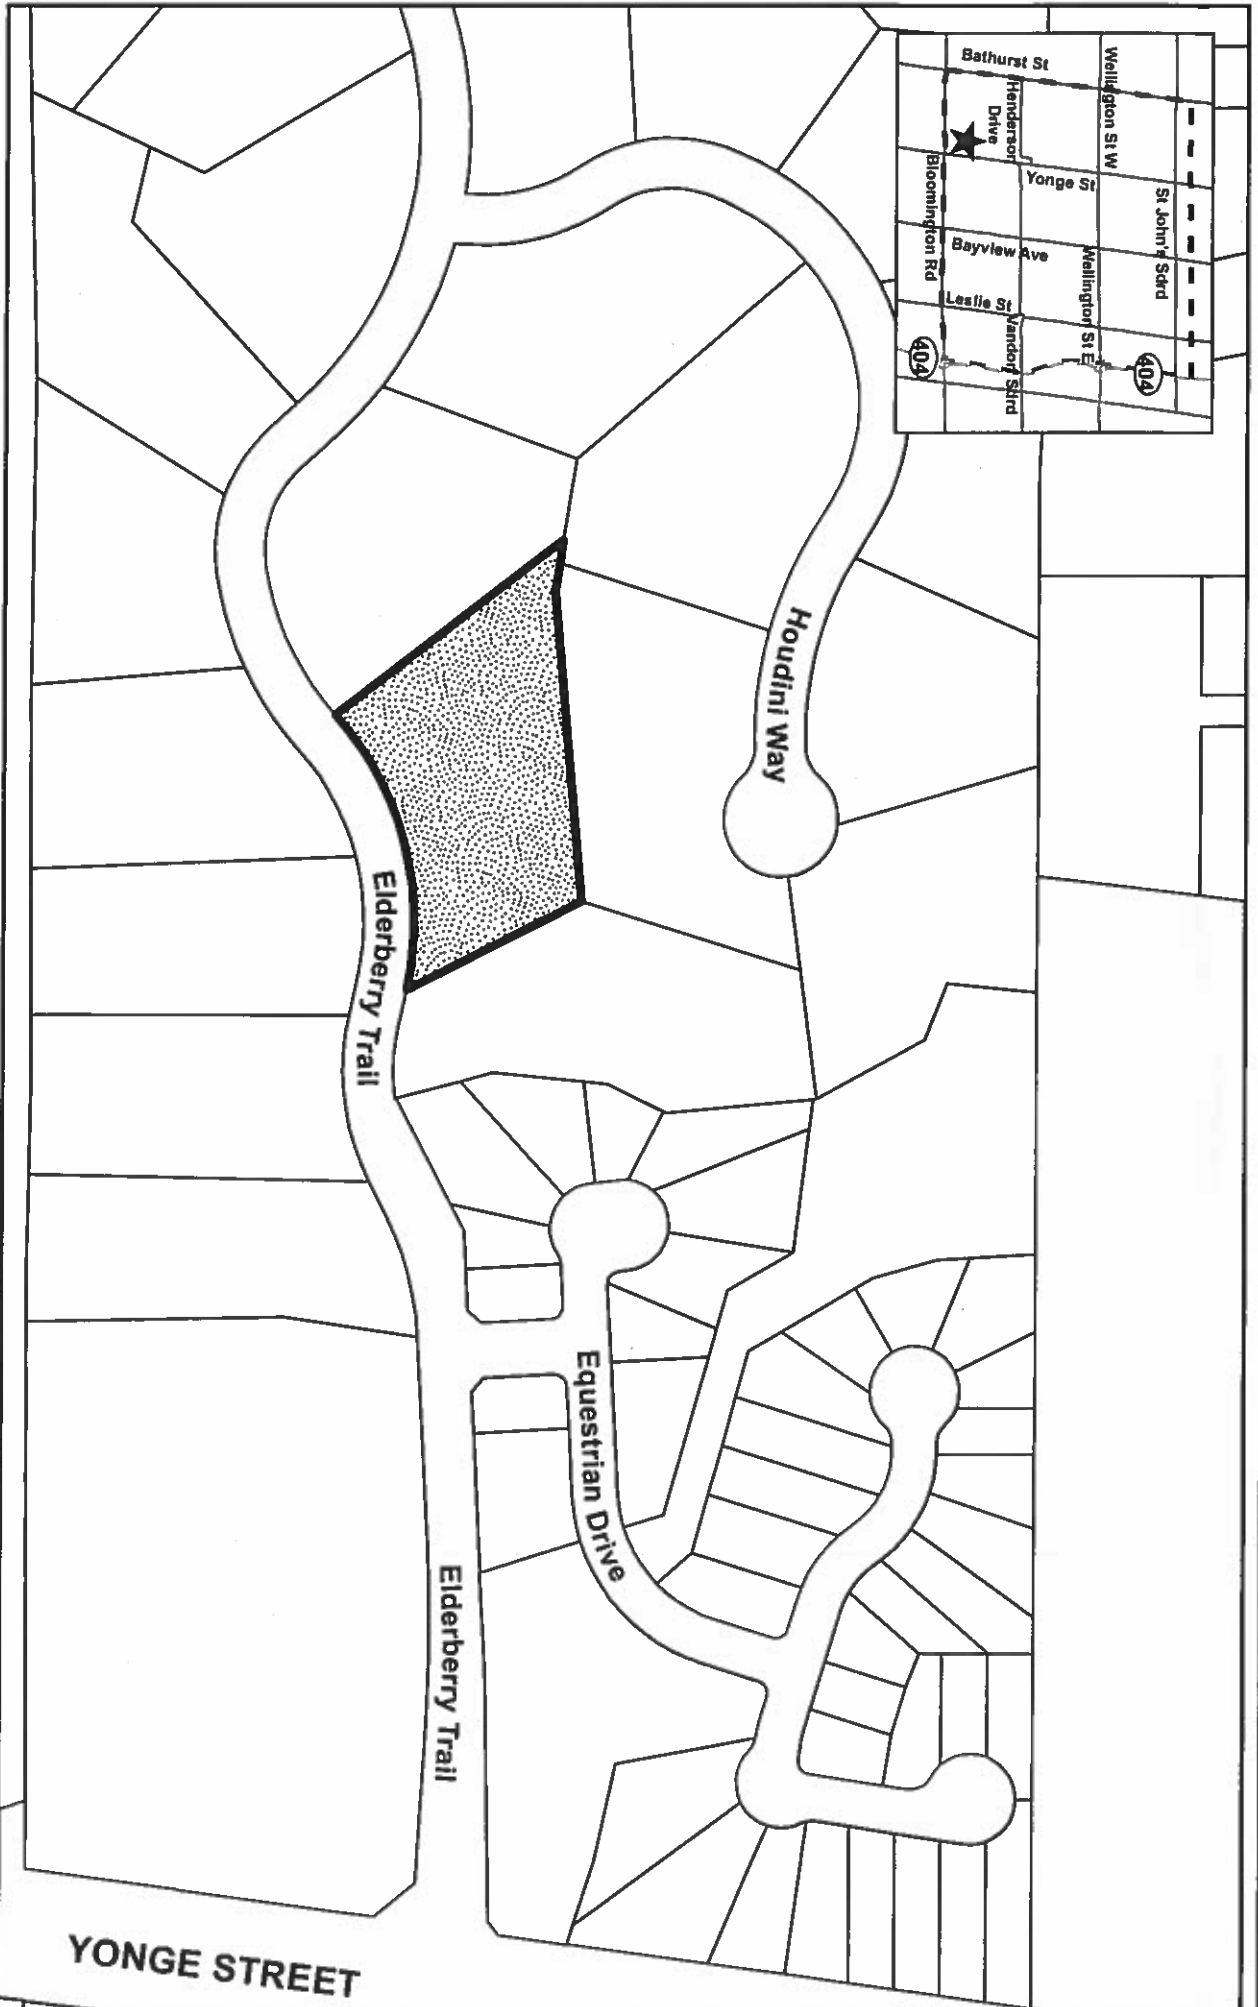 Bathurst St
Wellington St W
Henderson
Drive
Yonge St
St John's Sdrd
Bloomington Rd
Bayview Ave
Wellington St E
Leslie St
Vandorf Sdrd
404
404
Houdini Way
Elderberry Trail
Equestrian Drive
Elderberry Trail
YONGE STREET